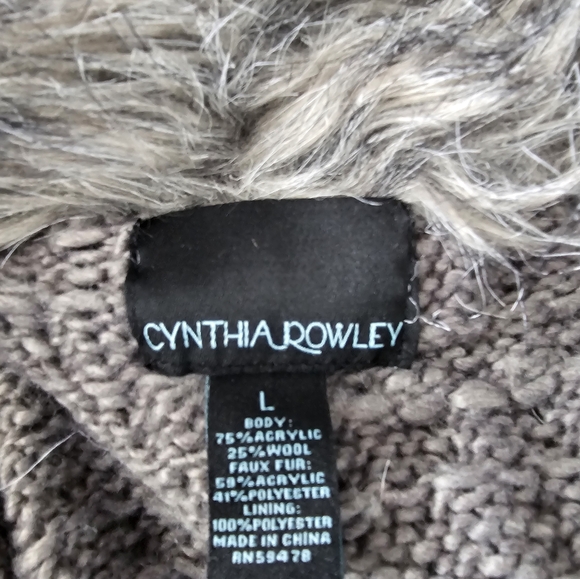 CYNTHIA ROWLEY
L
BODY:
75%ACRYLIC
25%WOOL
FAUX FUR:
59%ACRYLIC
41%POLYESTER
LINING:
100%POLYESTER
MADE IN CHINA
RN59478